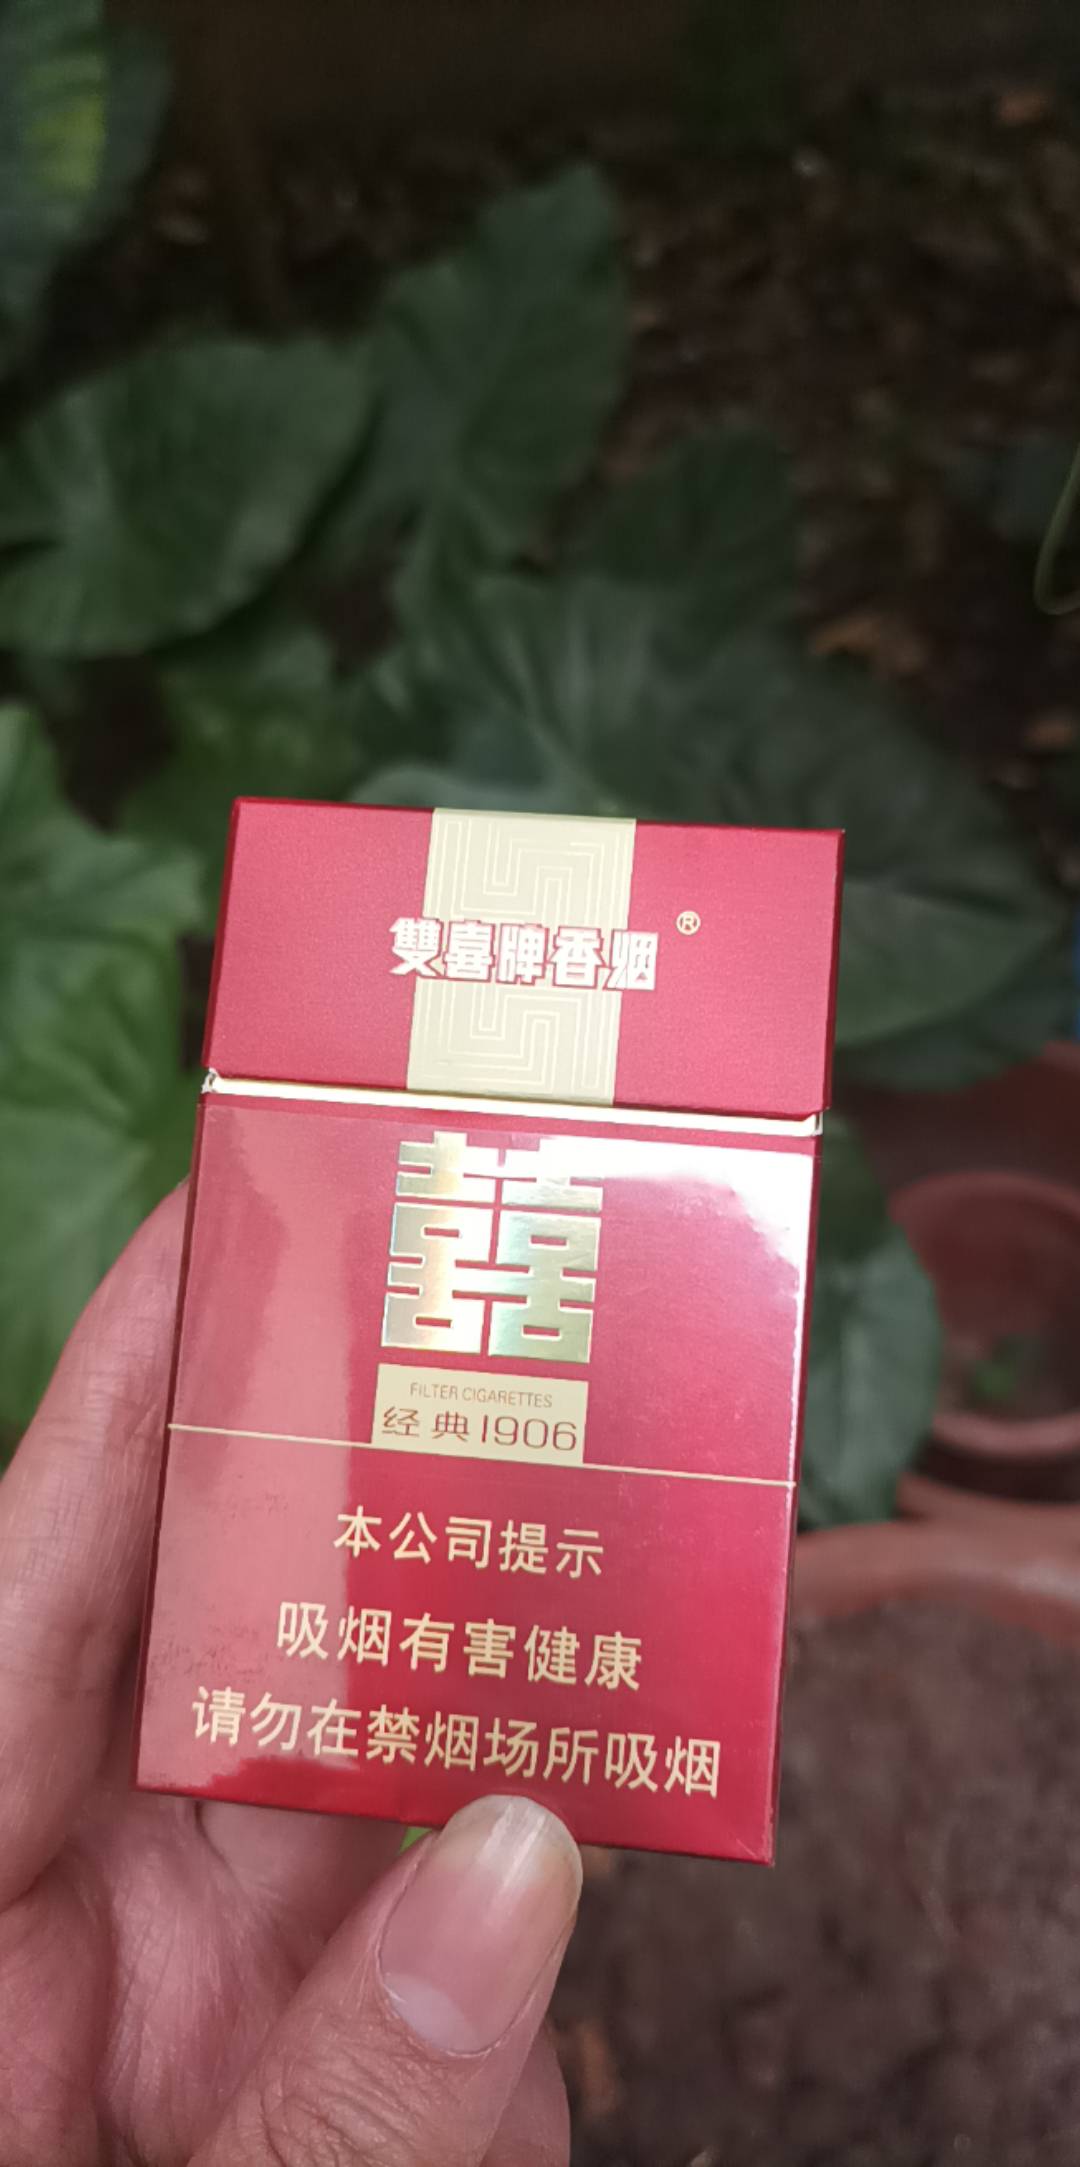 雙喜牌香烟®
囍
FILTER CIGARETTES
经典1906
本公司提示
吸烟有害健康
请勿在禁烟场所吸烟